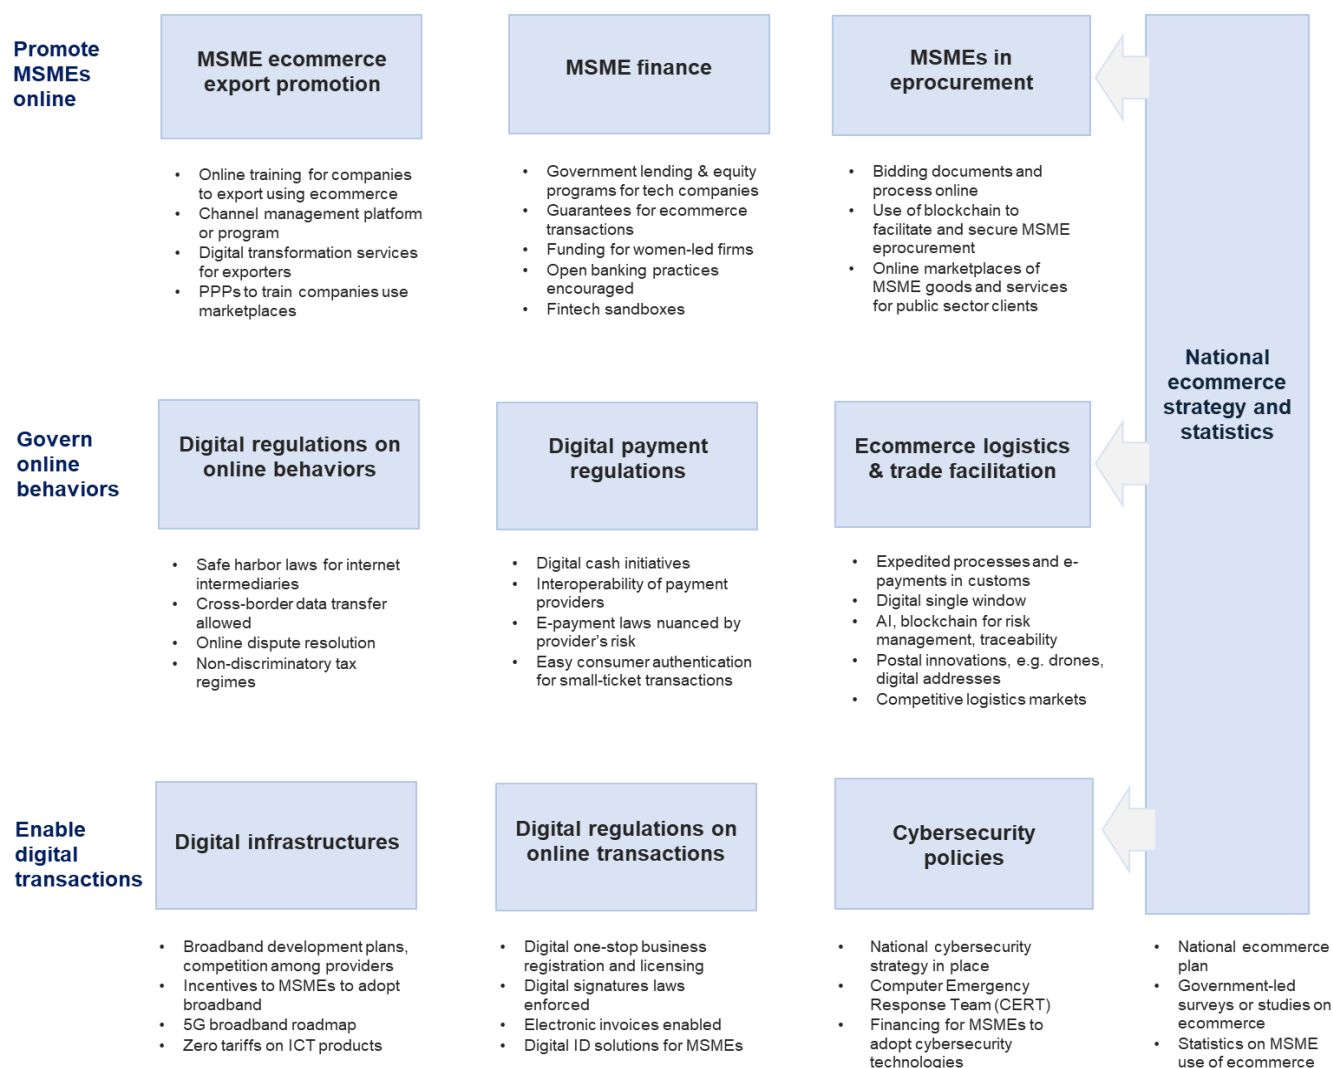 Promote
MSMEs
online
MSME ecommerce
export promotion
• Online training for companies
to export using ecommerce
• Channel management platform
or program
• Digital transformation services
for exporters
• PPPs to train companies use
marketplaces
MSME finance
• Government lending & equity
programs for tech companies
• Guarantees for ecommerce
transactions
• Funding for women-led firms
• Open banking practices
encouraged
• Fintech sandboxes
MSMEs in
eprocurement
• Bidding documents and
process online
• Use of blockchain to
facilitate and secure MSME
eprocurement
• Online marketplaces of
MSME goods and services
for public sector clients
Govern
online
behaviors
Digital regulations on
online behaviors
• Safe harbor laws for internet
intermediaries
• Cross-border data transfer
allowed
• Online dispute resolution
• Non-discriminatory tax
regimes
Digital payment
regulations
• Digital cash initiatives
• Interoperability of payment
providers
• E-payment laws nuanced by
provider's risk
• Easy consumer authentication
for small-ticket transactions
Ecommerce logistics
& trade facilitation
• Expedited processes and e-
payments in customs
• Digital single window
• AI, blockchain for risk
management, traceability
• Postal innovations, e.g. drones,
digital addresses
• Competitive logistics markets
Enable
digital
transactions
Digital infrastructures
• Broadband development plans,
competition among providers
• Incentives to MSMEs to adopt
broadband
• 5G broadband roadmap
• Zero tariffs on ICT products
Digital regulations on
online transactions
• Digital one-stop business
registration and licensing
• Digital signatures laws
enforced
• Electronic invoices enabled
• Digital ID solutions for MSMEs
Cybersecurity
policies
• National cybersecurity
strategy in place
• Computer Emergency
Response Team (CERT)
• Financing for MSMEs to
adopt cybersecurity
technologies
National
ecommerce
strategy and
statistics
• National ecommerce
plan
• Government-led
surveys or studies on
ecommerce
• Statistics on MSME
use of ecommerce